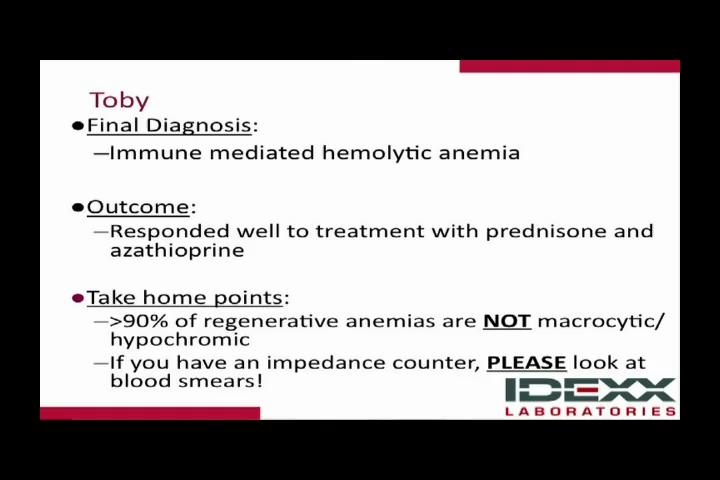 Toby
●Final Diagnosis:
–Immune mediated hemolytic anemia
●Outcome:
–Responded well to treatment with prednisone and
azathioprine
●Take home points:
–>90% of regenerative anemias are NOT macrocytic/
hypochromic
–If you have an impedance counter, PLEASE look at
blood smears!
IDEXX
LABORATORIES